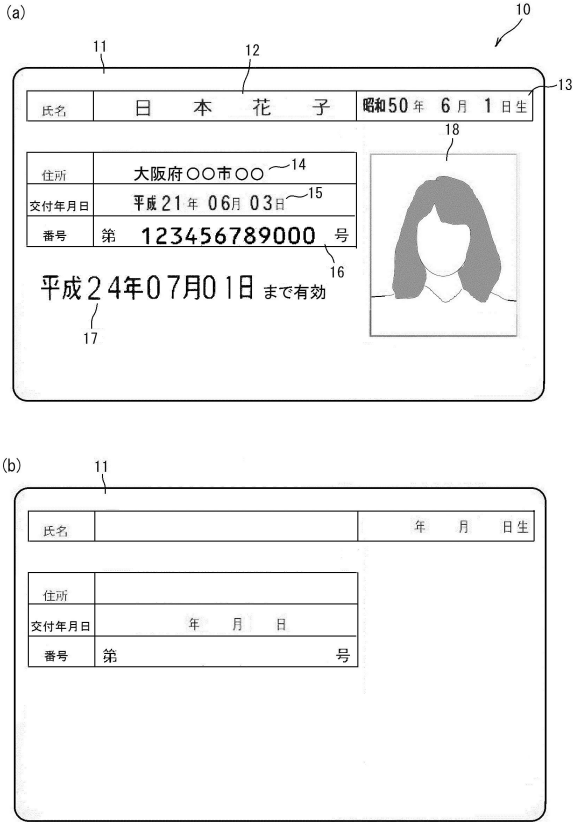 (a)
10
11
12
13
氏名 日本花子 昭和50年 6月 1日生
18
住所 大阪府○○市○○
14
交付年月日 平成21年 06月 03日
15
番号 第 123456789000 号
16
平成24年07月01日 まで有効
17
(b)
11
氏名 年 月 日生
住所
交付年月日 年 月 日
番号 第 号